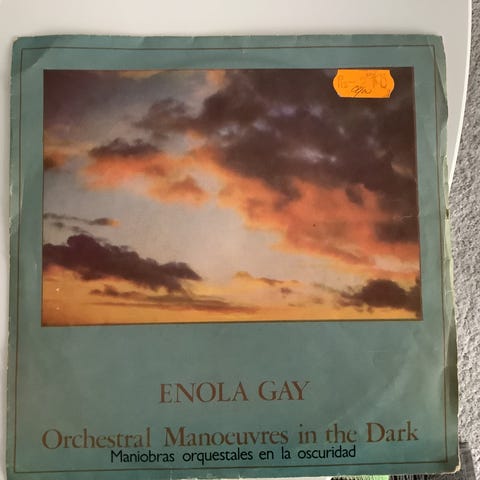 ENOLA GAY
Orchestral Manoeuvres in the Dark
Maniobras orquestales en la oscuridad